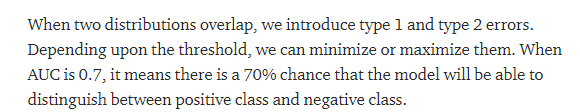 When two distributions overlap, we introduce type 1 and type 2 errors.
Depending upon the threshold, we can minimize or maximize them. When
AUC is 0.7, it means there is a 70% chance that the model will be able to
distinguish between positive class and negative class.